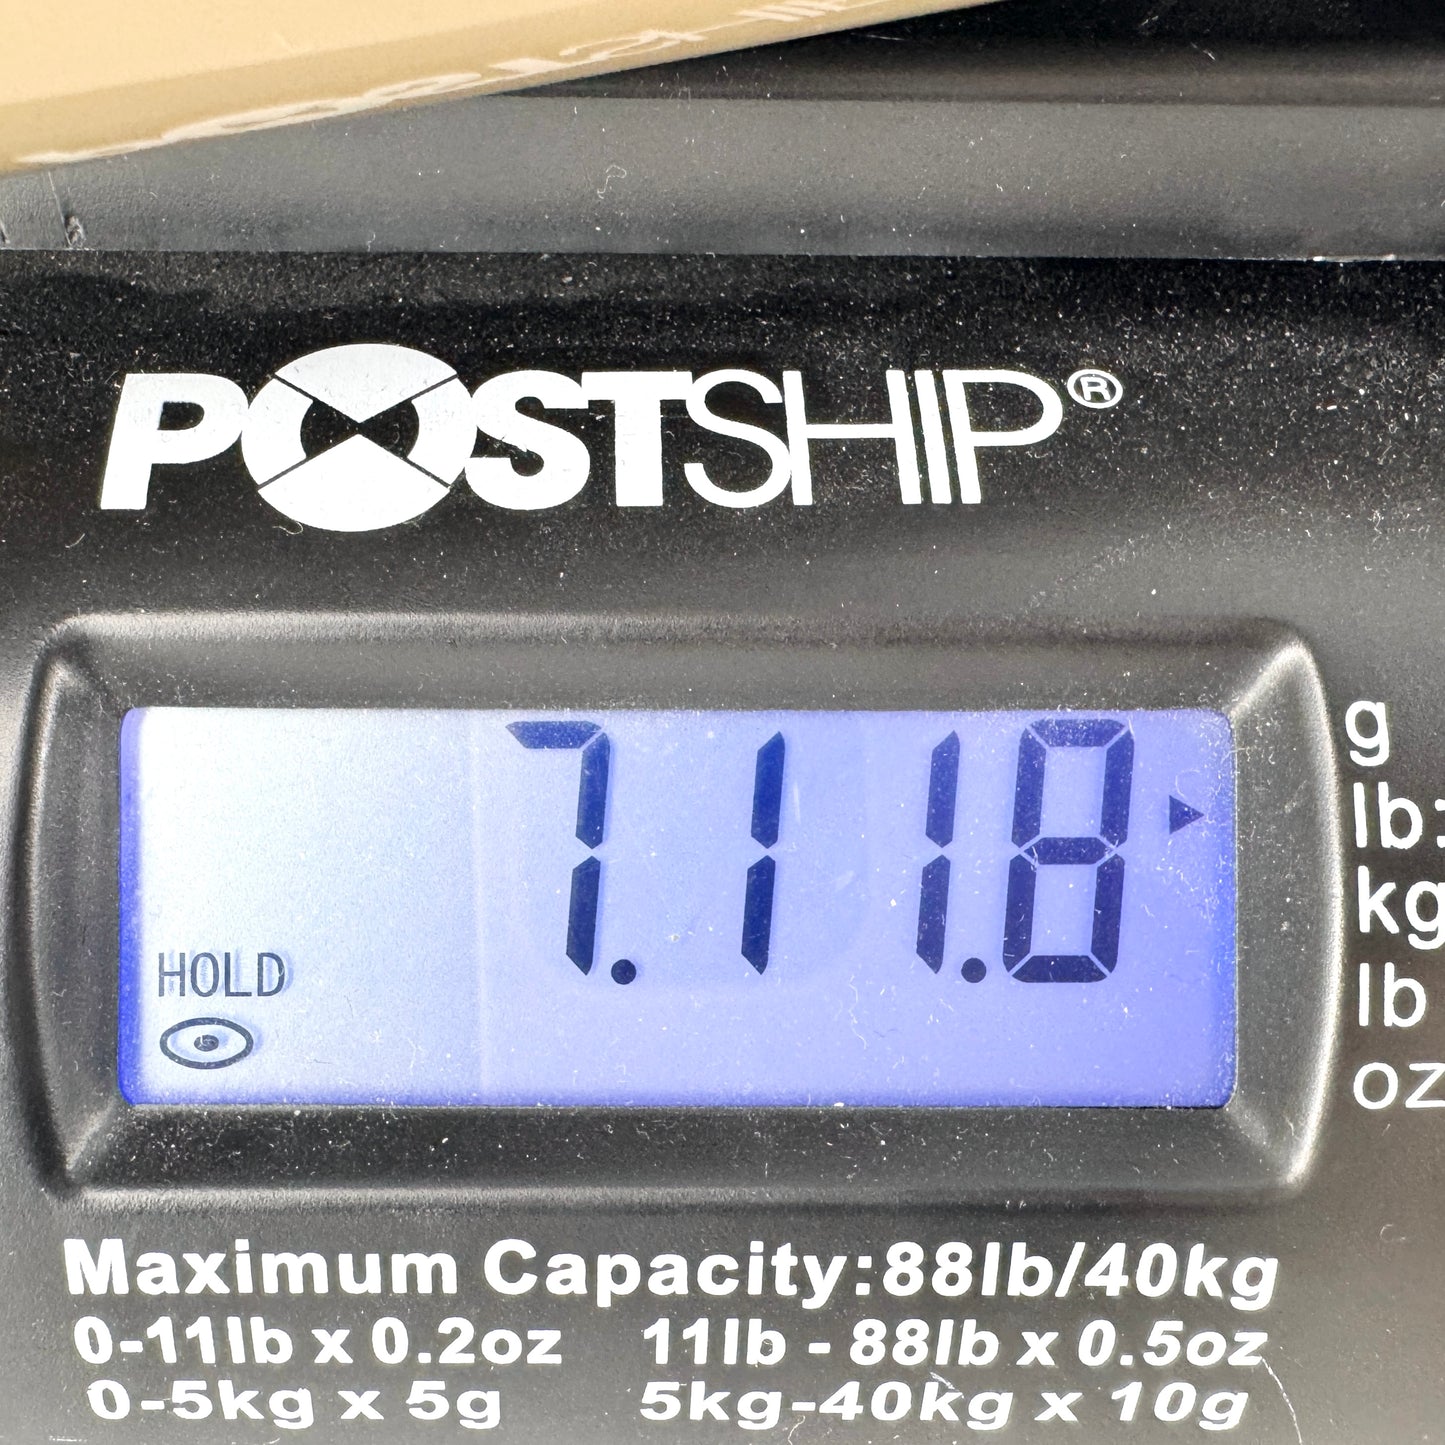 POSTSHIP®
7.11.8
HOLD
g
lb:
kg
lb
oz
Maximum Capacity:88lb/40kg
0-11lb x 0.2oz 11lb - 88lb x 0.5oz
0-5kg x 5g 5kg-40kg x 10g